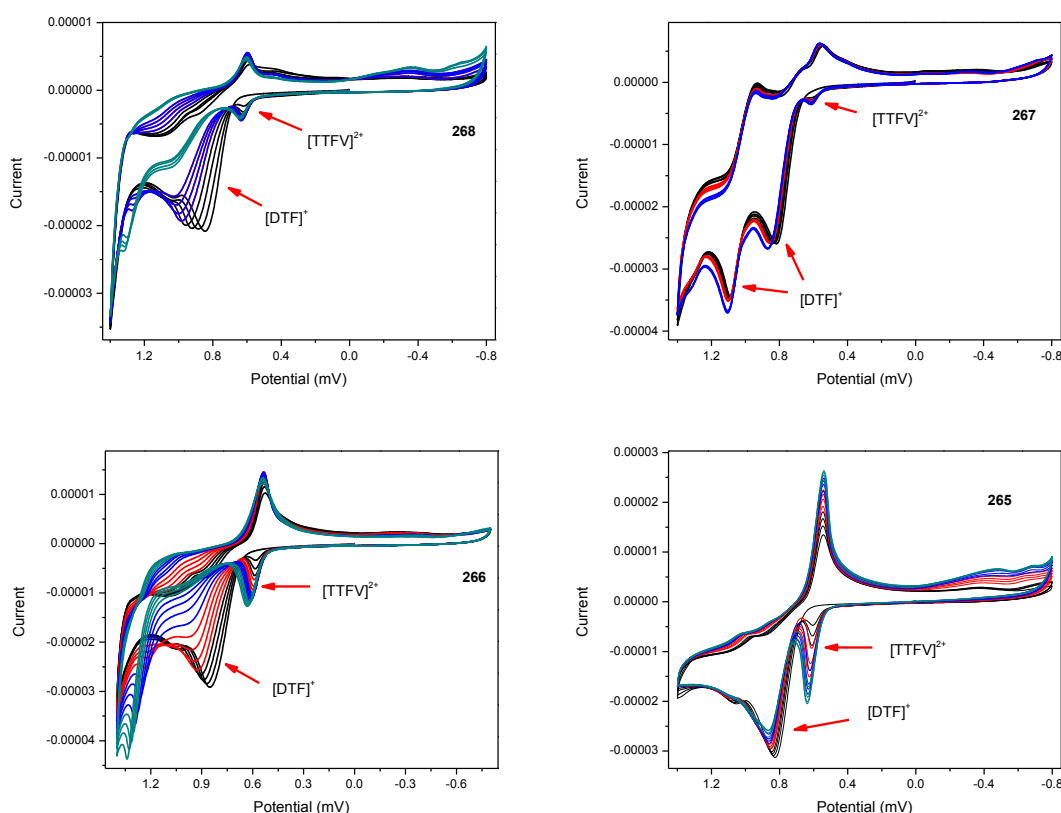 0.00001
0.00000
-0.00001
-0.00002
-0.00003
Current
1.2 0.8 0.4 0.0 -0.4 -0.8
Potential (mV)
268
[TTFV]²⁺
[DTF]⁺
0.00000
-0.00001
-0.00002
-0.00003
-0.00004
Current
1.2 0.8 0.4 0.0 -0.4 -0.8
Potential (mV)
267
[TTFV]²⁺
[DTF]⁺
0.00001
0.00000
-0.00001
-0.00002
-0.00003
-0.00004
Current
1.2 0.9 0.6 0.3 0.0 -0.3 -0.6
Potential (mV)
266
[TTFV]²⁺
[DTF]⁺
0.00003
0.00002
0.00001
0.00000
-0.00001
-0.00002
-0.00003
Current
1.2 0.8 0.4 0.0 -0.4 -0.8
Potential (mV)
265
[TTFV]²⁺
[DTF]⁺